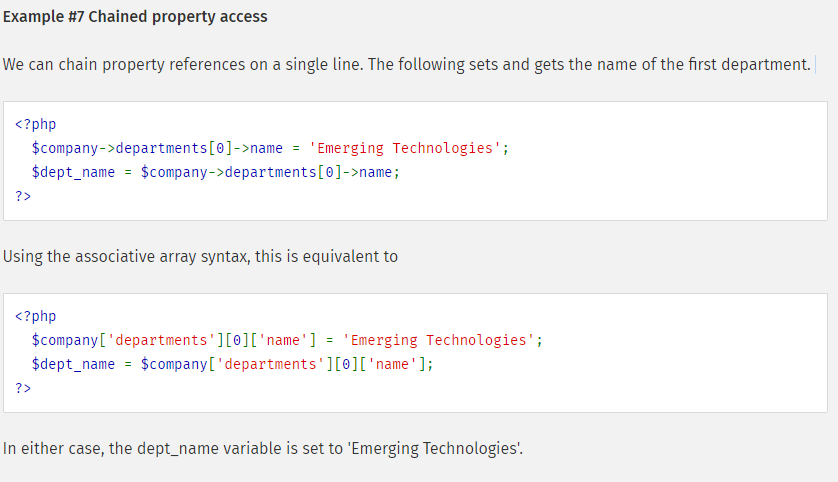 Example #7 Chained property access
We can chain property references on a single line. The following sets and gets the name of the first department.
<?php
$company->departments[0]->name = 'Emerging Technologies';
$dept_name = $company->departments[0]->name;
?>
Using the associative array syntax, this is equivalent to
<?php
$company['departments'][0]['name'] = 'Emerging Technologies';
$dept_name = $company['departments'][0]['name'];
?>
In either case, the dept_name variable is set to 'Emerging Technologies'.